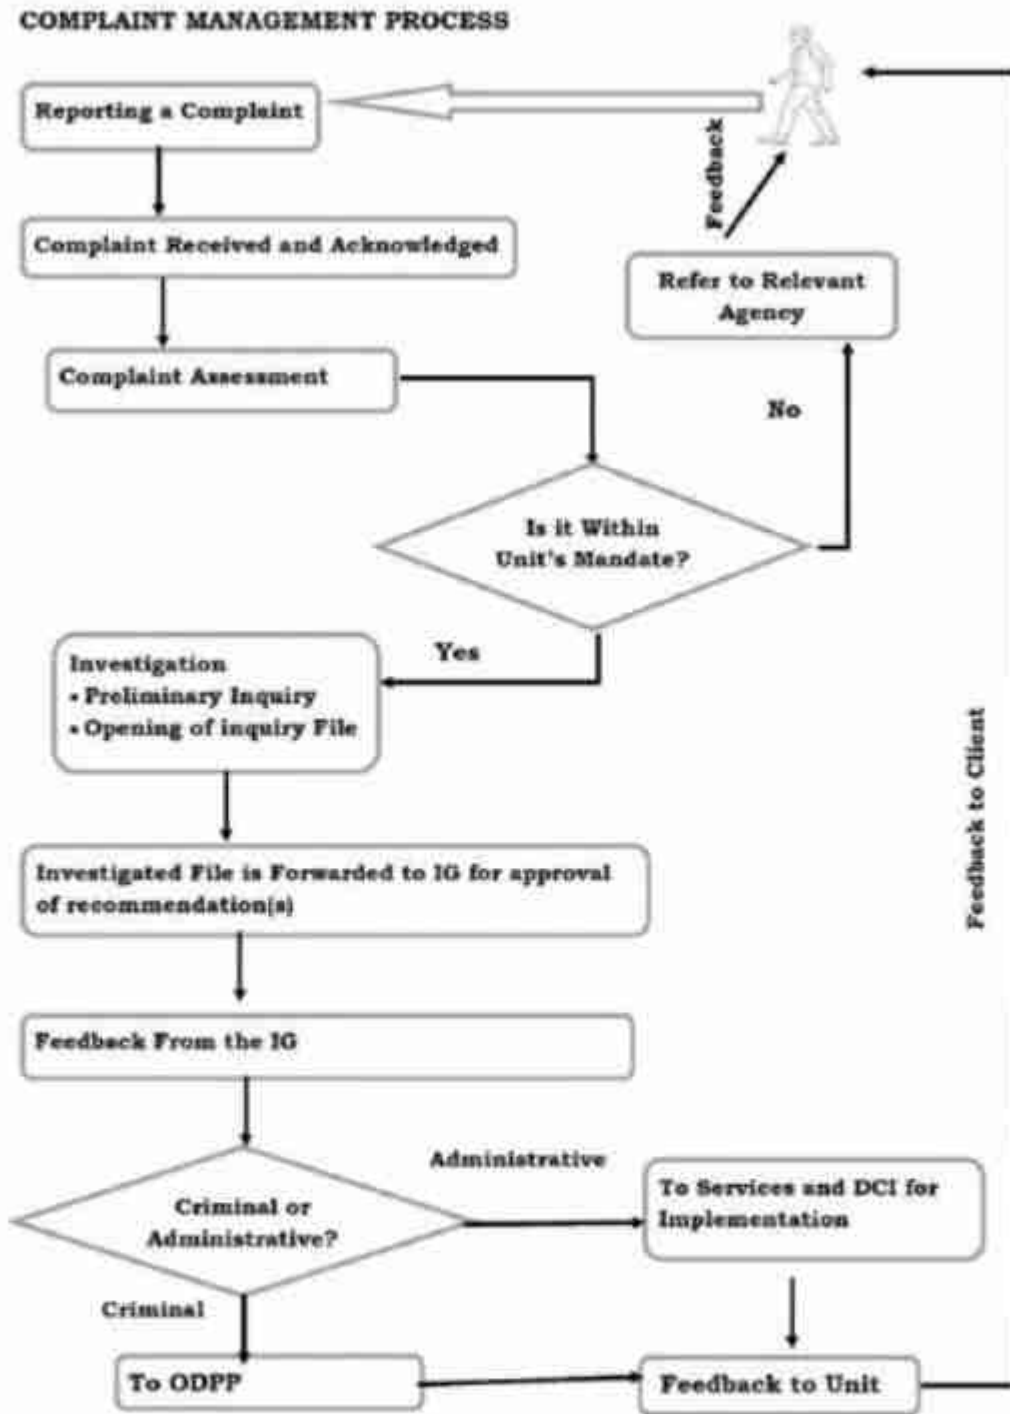 COMPLAINT MANAGEMENT PROCESS
Reporting a Complaint
Feedback
Complaint Received and Acknowledged
Refer to Relevant
Agency
Complaint Assessment
No
Is it Within
Unit's Mandate?
Yes
Investigation
• Preliminary Inquiry
• Opening of inquiry File
Feedback to Client
Investigated File is Forwarded to IG for approval
of recommendation(s)
Feedback From the IG
Administrative
Criminal or
Administrative?
To Services and DCI for
Implementation
Criminal
To ODPP
Feedback to Unit